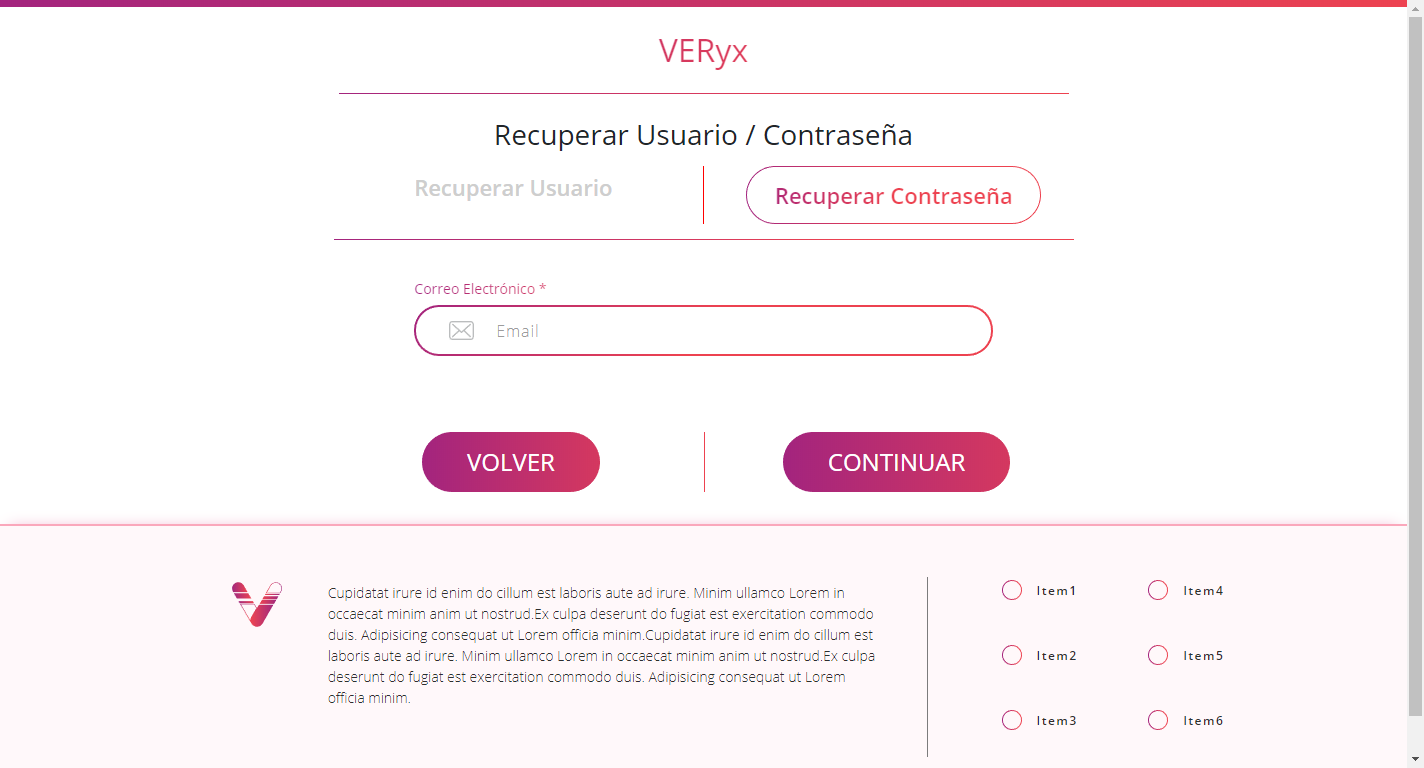 VERyx
Recuperar Usuario / Contraseña
Recuperar Usuario
Recuperar Contraseña
Correo Electrónico *
Email
VOLVER
CONTINUAR
Cupidatat irure id enim do cillum est laboris aute ad irure. Minim ullamco Lorem in
occaecat minim anim ut nostrud.Ex culpa deserunt do fugiat est exercitation commodo
duis. Adipisicing consequat ut Lorem officia minim.Cupidatat irure id enim do cillum est
laboris aute ad irure. Minim ullamco Lorem in occaecat minim anim ut nostrud.Ex culpa
deserunt do fugiat est exercitation commodo duis. Adipisicing consequat ut Lorem
officia minim.
Item1
Item4
Item2
Item5
Item3
Item6